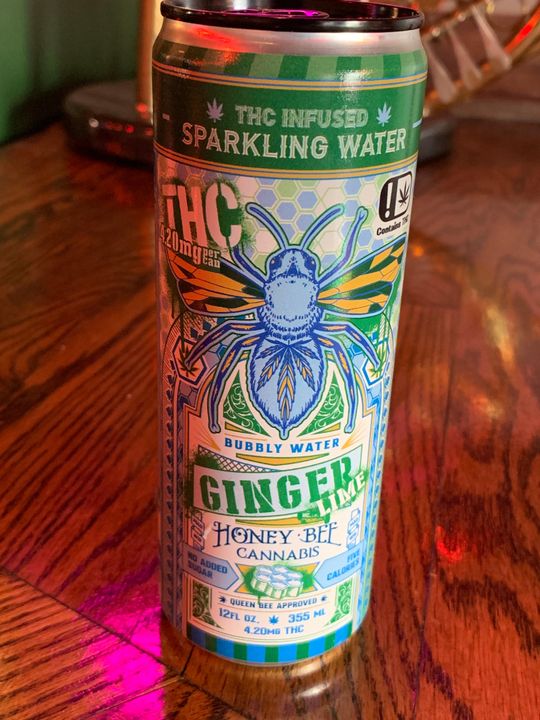 THC INFUSED
SPARKLING WATER
THC
4.20mg per can
Contains THC
BUBBLY WATER
GINGER
LIME
HONEY BEE
CANNABIS
NO ADDED SUGAR
FIVE CALORIES
QUEEN BEE APPROVED
12FL OZ. 355 ML
4.20MG THC